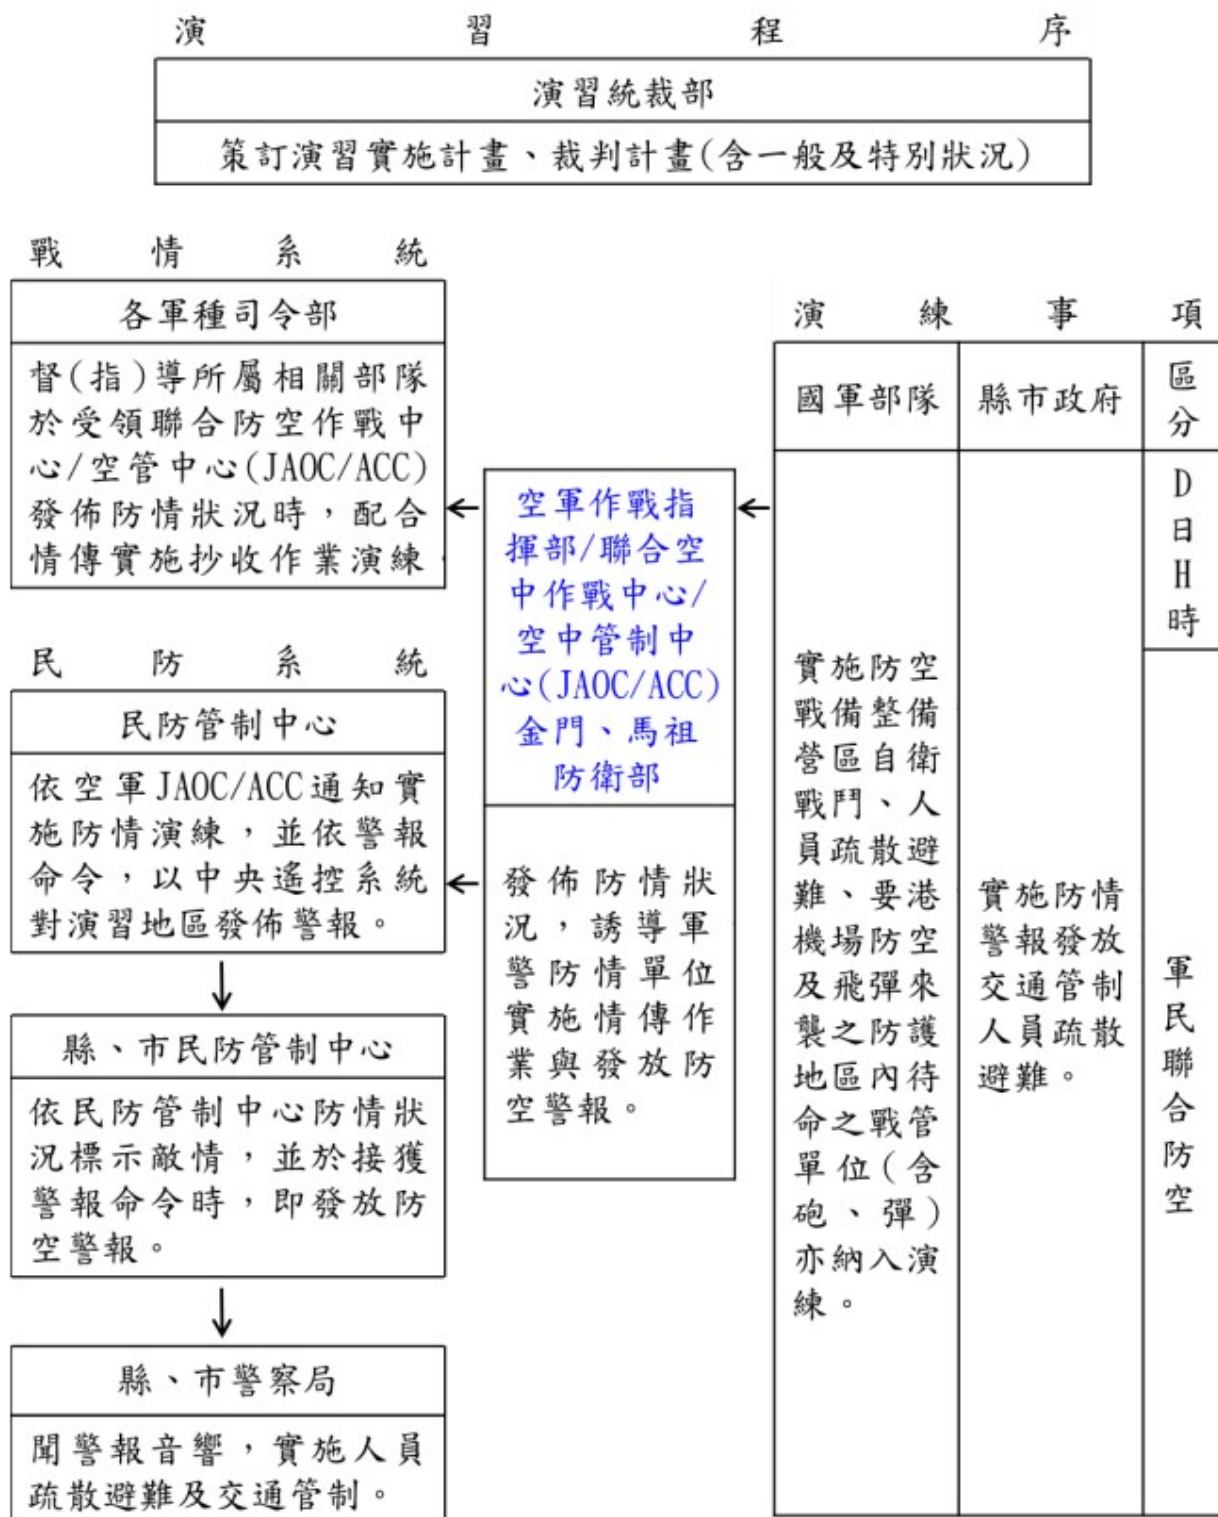 演習程序
演習統裁部
策訂演習實施計畫、裁判計畫(含一般及特別狀況)
戰情系統
各軍種司令部
督(指)導所屬相關部隊
於受領聯合防空作戰中
心/空管中心(JAOC/ACC)
發佈防情狀況時，配合
情傳實施抄收作業演練
民防系統
民防管制中心
依空軍JAOC/ACC通知實
施防情演練，並依警報
命令，以中央遙控系統
對演習地區發佈警報。
縣、市民防管制中心
依民防管制中心防情狀
況標示敵情，並於接獲
警報命令時，即發放防
空警報。
縣、市警察局
聞警報音響，實施人員
疏散避難及交通管制。
空軍作戰指
揮部/聯合空
中作戰中心/
空中管制中
心(JAOC/ACC)
金門、馬祖
防衛部
發佈防情狀
況，誘導軍
警防情單位
實施情傳作
業與發放防
空警報。
演練事項
國軍部隊
縣市政府
區分
實施防空
戰備整備
營區自衛
戰鬥、人
員疏散避
難、要港
機場防空
及飛彈來
襲之防護
地區內待
命之戰管
單位(含
砲、彈)
亦納入演
練。
實施防情
警報發放
交通管制
人員疏散
避難。
D日H時
軍民聯合防空